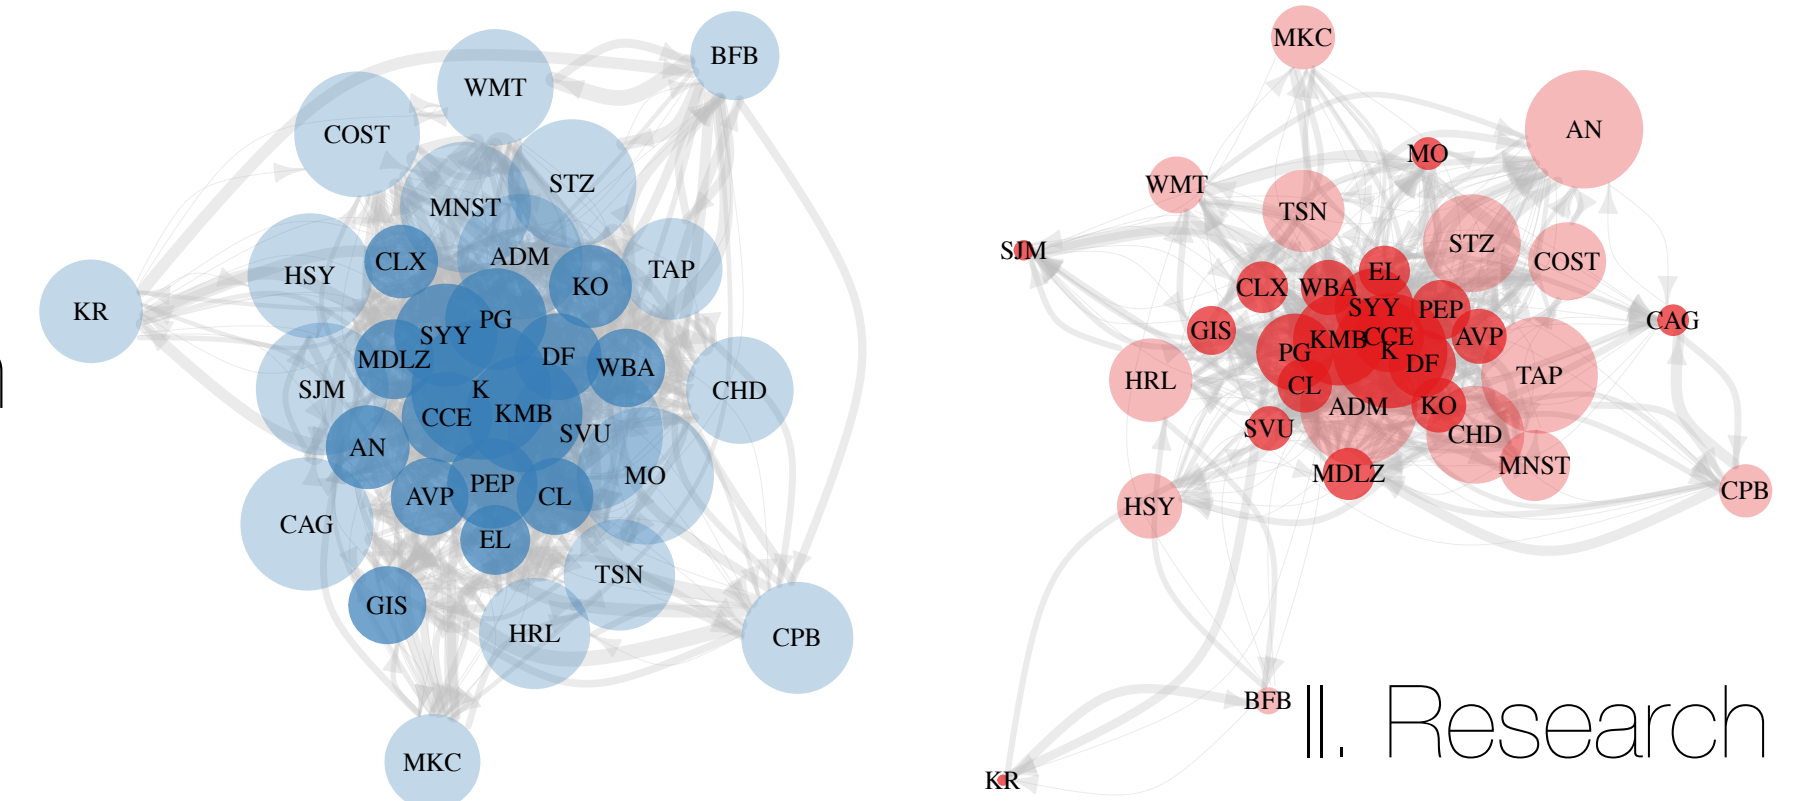 BFB
WMT
COST
STZ
MNST
ADM
CLX
HSY
KO
TAP
KR
PG
SYY
MDLZ
DF
WBA
SJM
K
CHD
CCE
KMB
SVU
AN
MO
PEP
AVP
CL
CAG
EL
TSN
GIS
HRL
CPB
MKC
MKC
AN
MO
WMT
TSN
STZ
SJM
COST
EL
CLX
WBA
SYY
PEP
CAG
GIS
KMB
CCE
AVP
PG
K
DF
HRL
CL
TAP
ADM
KO
SVU
CHD
MNST
MDLZ
CPB
HSY
BFB
KR
II. Research